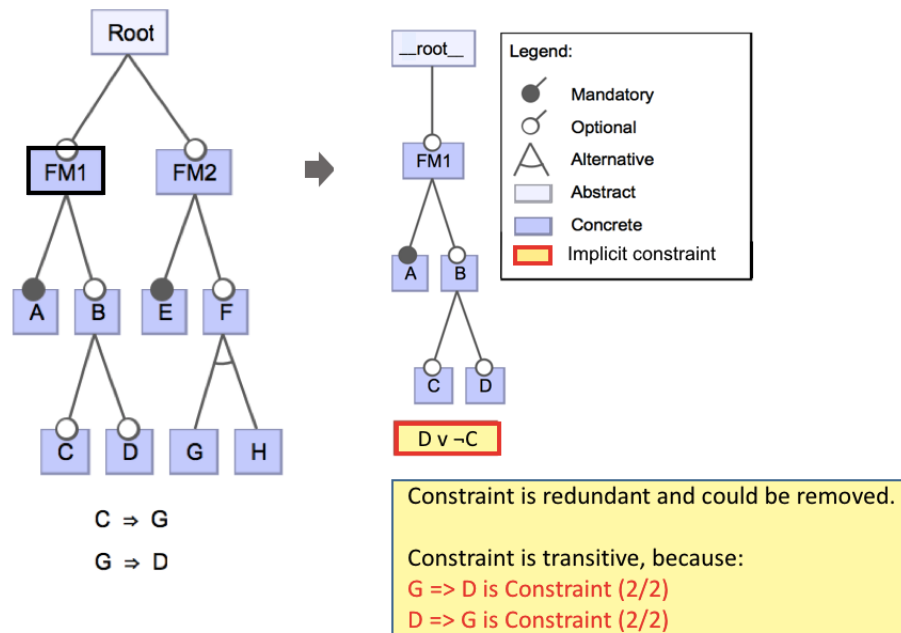 Root
FM1
FM2
A
B
E
F
C
D
G
H
C ⇒ G
G ⇒ D
__root__
FM1
A
B
C
D
D v ¬C
Legend:
Mandatory
Optional
Alternative
Abstract
Concrete
Implicit constraint
Constraint is redundant and could be removed.
Constraint is transitive, because:
G => D is Constraint (2/2)
D => G is Constraint (2/2)